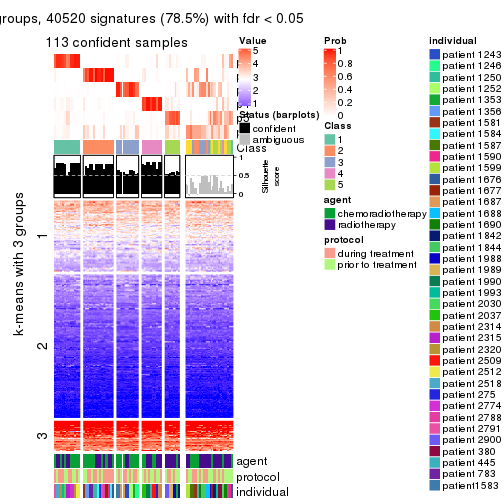 groups, 40520 signatures (78.5%) with fdr < 0.05
113 confident samples
k-means with 3 groups
1
2
3
Class
1
0.5
0
Silhouette
score
agent
protocol
individual
Value
5
4
3
2
1
Status (barplots)
confident
ambiguous
Prob
1
0.8
0.6
0.4
0.2
0
Class
1
2
3
4
5
agent
chemoradiotherapy
radiotherapy
protocol
during treatment
prior to treatment
individual
patient 1243
patient 1246
patient 1250
patient 1252
patient 1353
patient 1356
patient 1581
patient 1584
patient 1587
patient 1590
patient 1599
patient 1676
patient 1677
patient 1687
patient 1688
patient 1690
patient 1842
patient 1844
patient 1988
patient 1989
patient 1990
patient 1993
patient 2030
patient 2037
patient 2314
patient 2315
patient 2320
patient 2509
patient 2512
patient 2518
patient 275
patient 2774
patient 2788
patient 2791
patient 2900
patient 380
patient 445
patient 783
patient1583